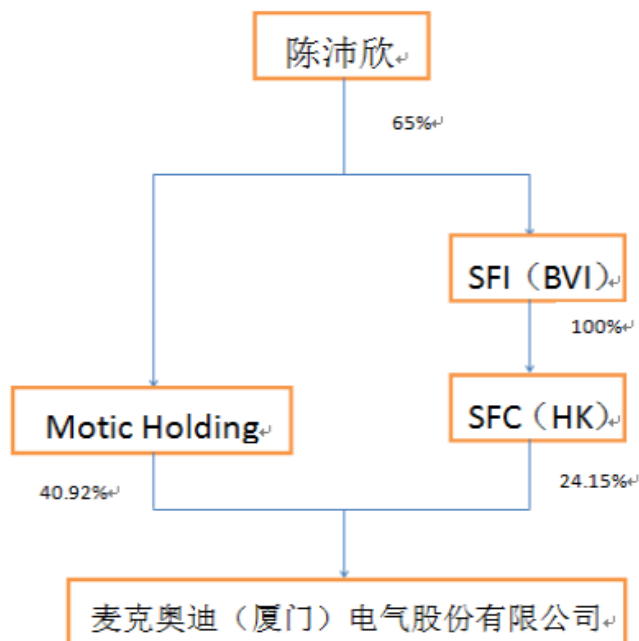 陈沛欣
65%
SFI（BVI）
100%
Motic Holding
SFC（HK）
40.92%
24.15%
麦克奥迪（厦门）电气股份有限公司